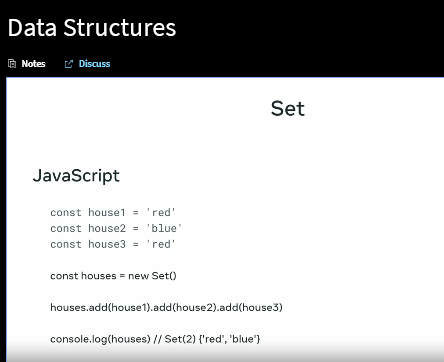 Data Structures
Notes Discuss
Set
JavaScript
const house1 = 'red'
const house2 = 'blue'
const house3 = 'red'
const houses = new Set()
houses.add(house1).add(house2).add(house3)
console.log(houses) // Set(2) {'red', 'blue'}